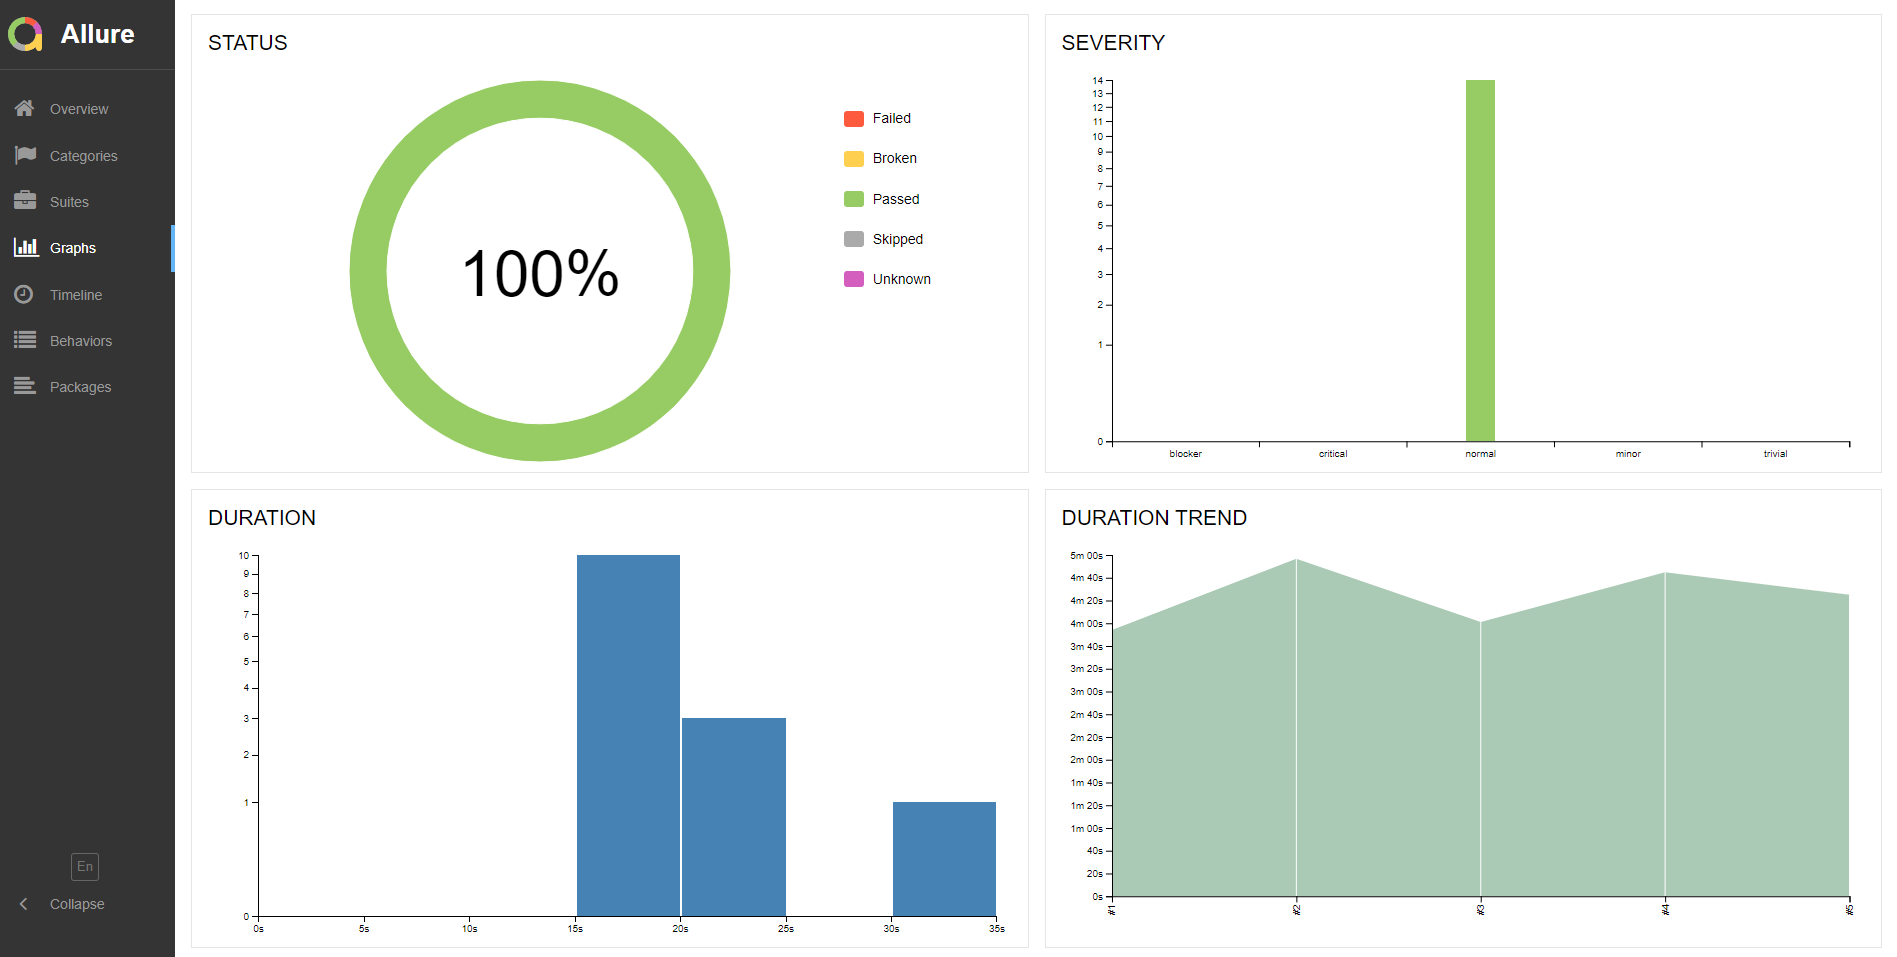 Allure
Overview
Categories
Suites
Graphs
Timeline
Behaviors
Packages
En
Collapse
STATUS
100%
Failed
Broken
Passed
Skipped
Unknown
SEVERITY
14
13
12
11
10
9
8
7
6
5
4
3
2
1
0
blocker critical normal minor trivial
DURATION
10
9
8
7
6
5
4
3
2
1
0
0s 5s 10s 15s 20s 25s 30s 35s
DURATION TREND
5m 00s
4m 40s
4m 20s
4m 00s
3m 40s
3m 20s
3m 00s
2m 40s
2m 20s
2m 00s
1m 40s
1m 20s
1m 00s
40s
20s
0s
#1 #2 #3 #4 #5